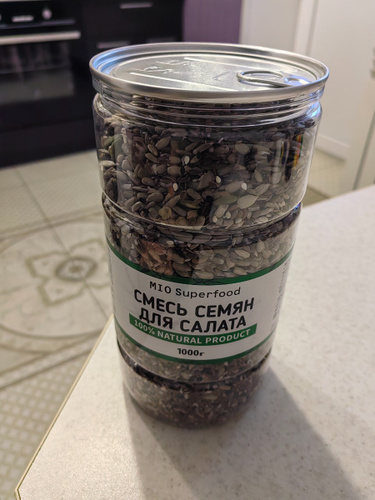 MIO Superfood
СМЕСЬ СЕМЯН
ДЛЯ САЛАТА
100% NATURAL PRODUCT
1000г